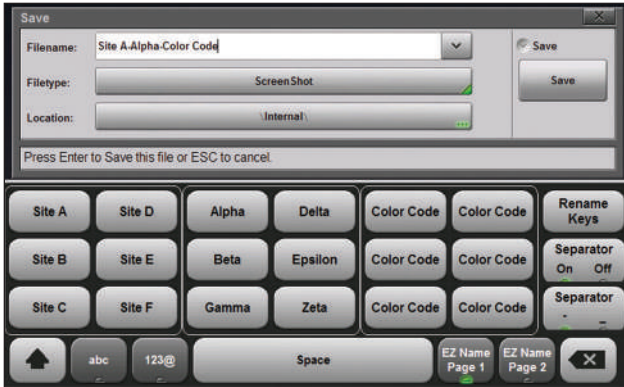 Save
Filename: Site A-Alpha-Color Code
Save
Filetype: ScreenShot
Save
Location: \Internal\
Press Enter to Save this file or ESC to cancel.
Site A Site D Alpha Delta Color Code Color Code Rename Keys
Site B Site E Beta Epsilon Color Code Color Code Separator On Off
Site C Site F Gamma Zeta Color Code Color Code Separator - _
abc 123@ Space EZ Name Page 1 EZ Name Page 2